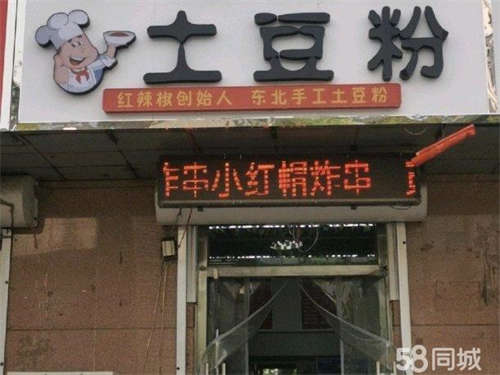 土豆粉
红辣椒创始人 东北手工土豆粉
串小红帽炸串
58同城